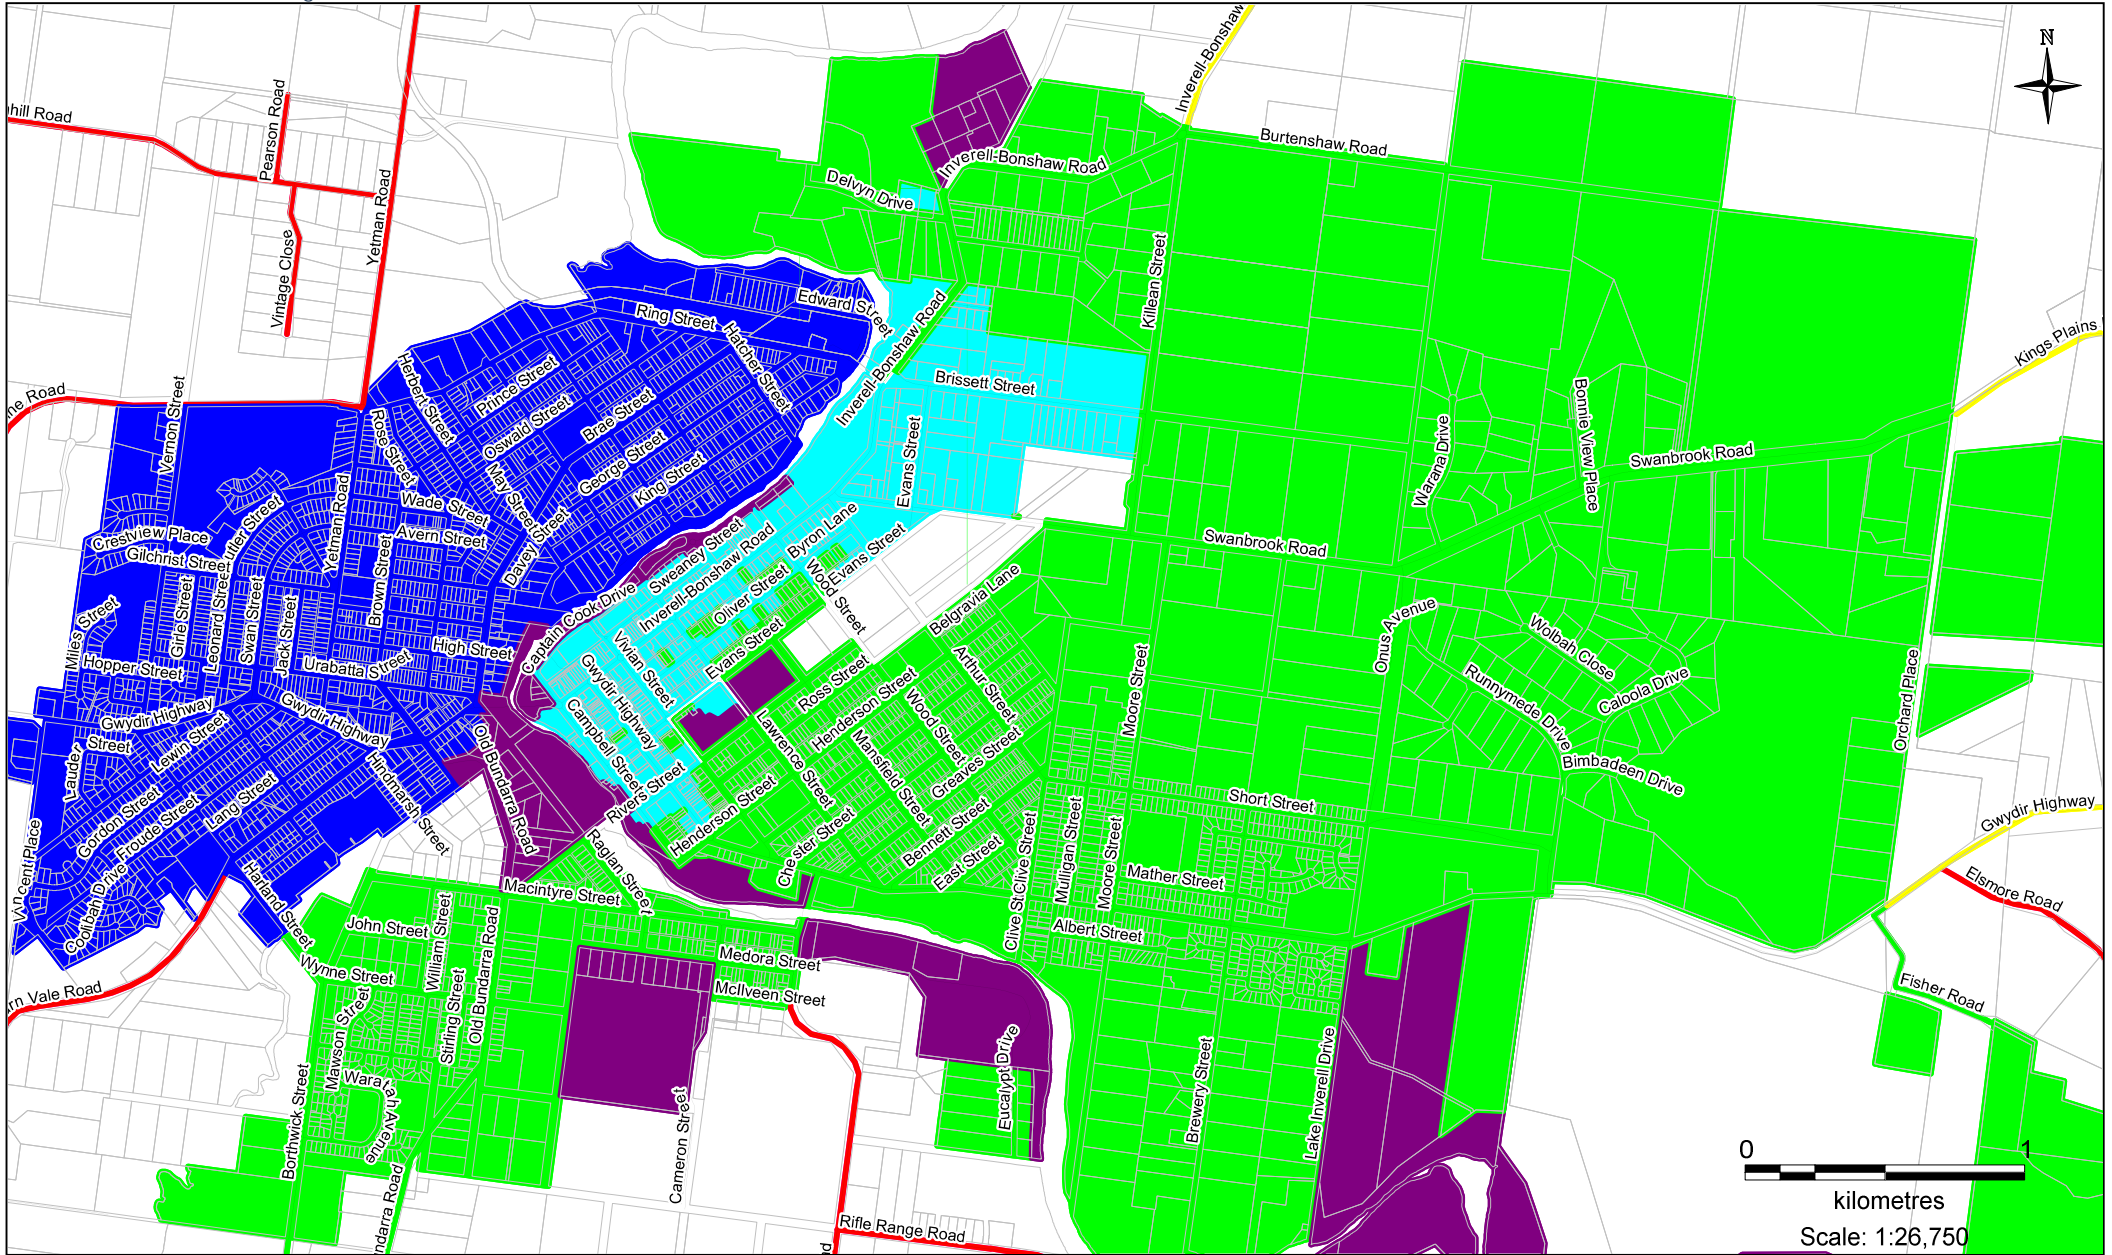 N
Inverell-Bonshaw
Pearson Road
hill Road
Burtenshaw Road
Inverell-Bonshaw Road
Delvyn Drive
Yetman Road
Vintage Close
Killean Street
Edward Street
Ring Street
Hatcher Street
Inverell-Bonshaw Road
Kings Plains
Herbert Street
Prince Street
Brissett Street
ne Road
Vernon Street
Rose Street
Oswald Street
Brae Street
Bonnie View Place
Evans Street
Warana Drive
George Street
King Street
May Street
Swanbrook Road
Wade Street
Yetman Road
Avern Street
Davey Street
Crestview Place
Butler Street
Gilchrist Street
Sweaney Street
Byron Lane
Inverell-Bonshaw Road
Evans Street
Swanbrook Road
Brown Street
Wood Street
Oliver Street
Belgravia Lane
Captain Cook Drive
Miles Street
Girle Street
Leonard Street
Swan Street
Jack Street
High Street
Urabatta Street
Hopper Street
Vivian Street
Evans Street
Onus Avenue
Wolbah Close
Arthur Street
Moore Street
Runnymede Drive
Caloola Drive
Orchard Place
Gwydir Highway
Gwydir Highway
Gwydir Highway
Ross Street
Henderson Street
Wood Street
Lewin Street
Lauder Street
Campbell Street
Lawrence Street
Mansfield Street
Greaves Street
Old Bundarra Road
Hindmarsh Street
Rivers Street
Bimbadeen Drive
Short Street
Gwydir Highway
Gordon Street
Froude Street
Lang Street
Henderson Street
Chester Street
Bennett Street
East Street
Clive Street
Mulligan Street
Moore Street
Raglan Street
Vincent Place
Harland Street
Coolibah Drive
Macintyre Street
Mather Street
Elsmore Road
John Street
William Street
Old Bundarra Road
Clive St
Albert Street
Medora Street
Wynne Street
McIlveen Street
rn Vale Road
Fisher Road
Mawson Street
Stirling Street
Waratah Avenue
Eucalypt Drive
Brewery Street
Lake Inverell Drive
Borthwick Street
Cameron Street
ndarra Road
Rifle Range Road
d
0 1
kilometres
Scale: 1:26,750